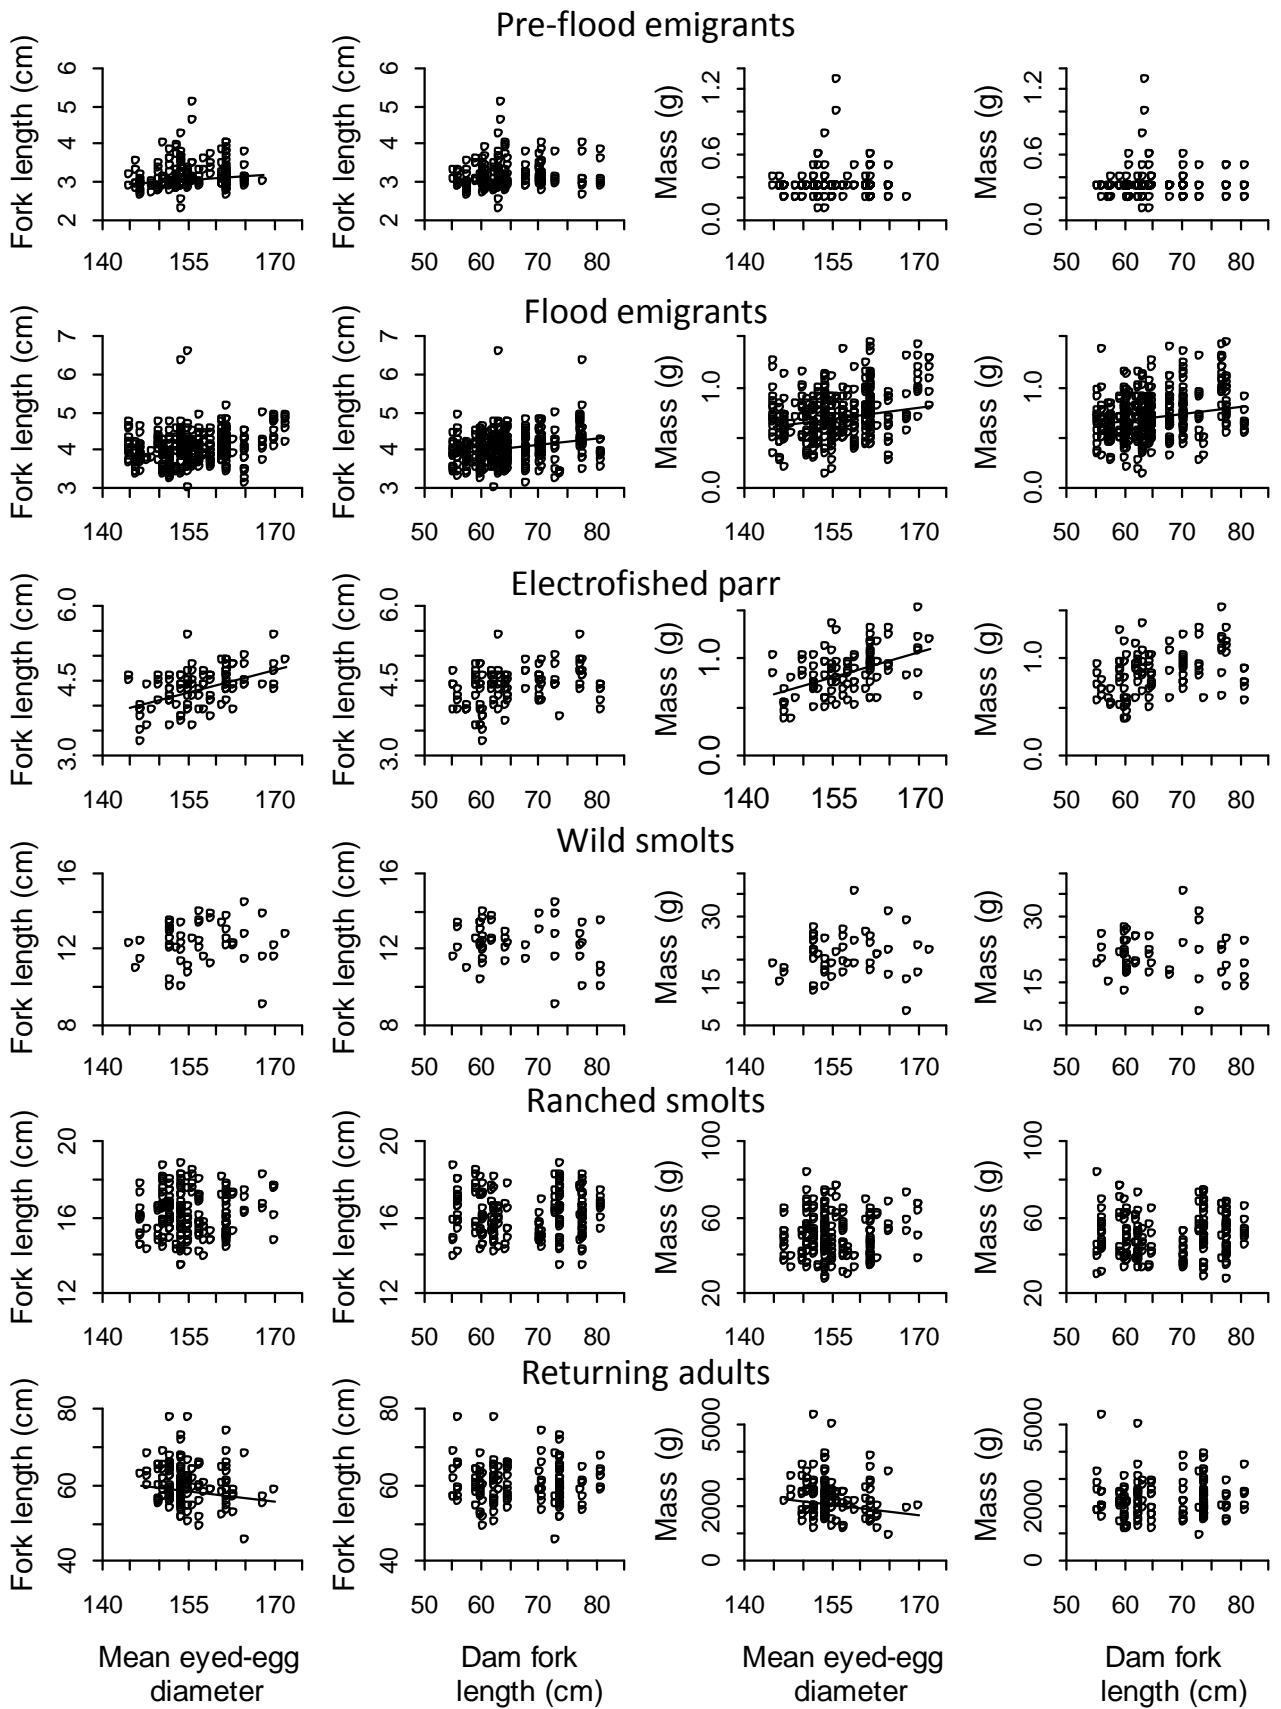 Pre-flood emigrants
Fork length (cm)
2 3 4 5 6
140 155 170
Fork length (cm)
2 3 4 5 6
50 60 70 80
Mass (g)
0.0 0.6 1.2
140 155 170
Mass (g)
0.0 0.6 1.2
50 60 70 80
Flood emigrants
Fork length (cm)
3 4 5 6 7
140 155 170
Fork length (cm)
3 4 5 6 7
50 60 70 80
Mass (g)
0.0 1.0
140 155 170
Mass (g)
0.0 1.0
50 60 70 80
Electrofished parr
Fork length (cm)
3.0 4.5 6.0
140 155 170
Fork length (cm)
3.0 4.5 6.0
50 60 70 80
Mass (g)
0.0 1.0
140 155 170
Mass (g)
0.0 1.0
50 60 70 80
Wild smolts
Fork length (cm)
8 12 16
140 155 170
Fork length (cm)
8 12 16
50 60 70 80
Mass (g)
5 15 30
140 155 170
Mass (g)
5 15 30
50 60 70 80
Ranched smolts
Fork length (cm)
12 16 20
140 155 170
Fork length (cm)
12 16 20
50 60 70 80
Mass (g)
20 60 100
140 155 170
Mass (g)
20 60 100
50 60 70 80
Returning adults
Fork length (cm)
40 60 80
140 155 170
Fork length (cm)
40 60 80
50 60 70 80
Mass (g)
0 2000 5000
140 155 170
Mass (g)
0 2000 5000
50 60 70 80
Mean eyed-egg
diameter
Dam fork
length (cm)
Mean eyed-egg
diameter
Dam fork
length (cm)